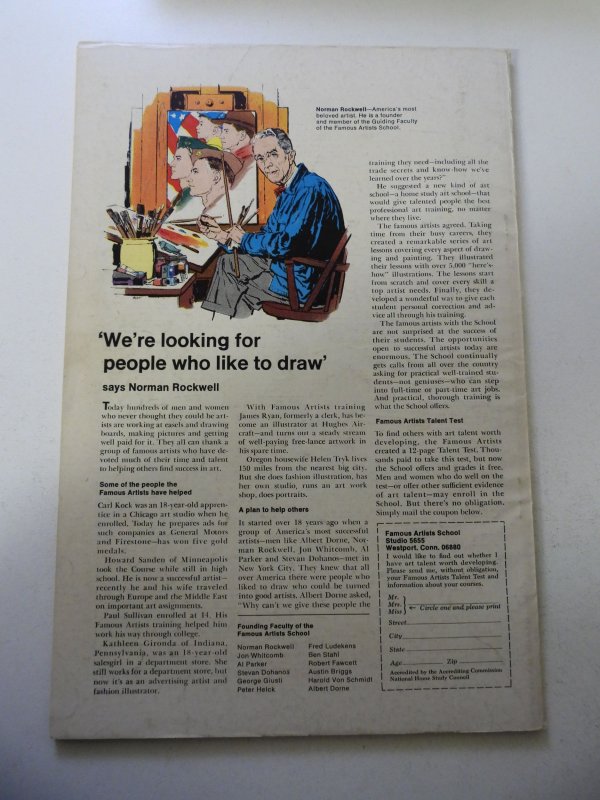 Norman Rockwell—America's most
beloved artist. He is a founder
and member of the Guiding Faculty
of the Famous Artists School.
'We're looking for
people who like to draw'
says Norman Rockwell
Today hundreds of men and women
who never thought they could be art-
ists are working at easels and drawing
boards, making pictures and getting
well paid for it. They all can thank a
group of famous artists who have de-
voted much of their time and talent
to helping others find success in art.
Some of the people the
Famous Artists have helped
Carl Kock was an 18-year-old appren-
tice in a Chicago art studio when he
enrolled. Today he prepares ads for
such companies as General Motors
and Firestone—has won five gold
medals.
Howard Sanden of Minneapolis
took the Course while still in high
school. He is now a successful artist—
recently he and his wife traveled
through Europe and the Middle East
on important art assignments.
Paul Sullivan enrolled at 14. His
Famous Artists training helped him
work his way through college.
Kathleen Gironda of Indiana,
Pennsylvania, was an 18-year-old
salesgirl in a department store. She
still works for a department store, but
now it's as an advertising artist and
fashion illustrator.
With Famous Artists training
James Ryan, formerly a clerk, has be-
come an illustrator at Hughes Air-
craft—and turns out a steady stream
of well-paying free-lance artwork in
his spare time.
Oregon housewife Helen Tryk lives
150 miles from the nearest big city.
But she does fashion illustration, has
her own studio, runs an art work
shop, does portraits.
A plan to help others
It started over 18 years ago when a
group of America's most successful
artists—men like Albert Dorne, Nor-
man Rockwell, Jon Whitcomb, Al
Parker and Stevan Dohanos—met in
New York City. They knew that all
over America there were people who
liked to draw who could be turned
into good artists. Albert Dorne asked,
"Why can't we give these people the
Founding Faculty of the
Famous Artists School
Norman Rockwell
Jon Whitcomb
Al Parker
Stevan Dohanos
George Giusti
Peter Helck
Fred Ludekens
Ben Stahl
Robert Fawcett
Austin Briggs
Harold Von Schmidt
Albert Dorne
training they need—including all the
trade secrets and know-how we've
learned over the years?"
He suggested a new kind of art
school—a home study art school—that
would give talented people the best
professional art training, no matter
where they live.
The famous artists agreed. Taking
time from their busy careers, they
created a remarkable series of art
lessons covering every aspect of draw-
ing and painting. They illustrated
their lessons with over 5,000 "here's-
how" illustrations. The lessons start
from scratch and cover every skill a
top artist needs. Finally, they de-
veloped a wonderful way to give each
student personal correction and ad-
vice all through his training.
The famous artists with the School
are not surprised at the success of
their students. The opportunities
open to successful artists today are
enormous. The School continually
gets calls from all over the country
asking for practical well-trained stu-
dents—not geniuses—who can step
into full-time or part-time art jobs.
And practical, thorough training is
what the School offers.
Famous Artists Talent Test
To find others with art talent worth
developing, the Famous Artists
created a 12-page Talent Test. Thou-
sands paid to take this test, but now
the School offers and grades it free.
Men and women who do well on the
test—or offer other sufficient evidence
of art talent—may enroll in the
School. But there's no obligation.
Simply mail the coupon below.
Famous Artists School
Studio 5655
Westport, Conn. 06880
I would like to find out whether I
have art talent worth developing.
Please send me, without obligation,
your Famous Artists Talent Test and
information about your courses.
Mr.
Mrs. ← Circle one and please print
Miss
Street
City
State
Age Zip
Accredited by the Accrediting Commission
National Home Study Council